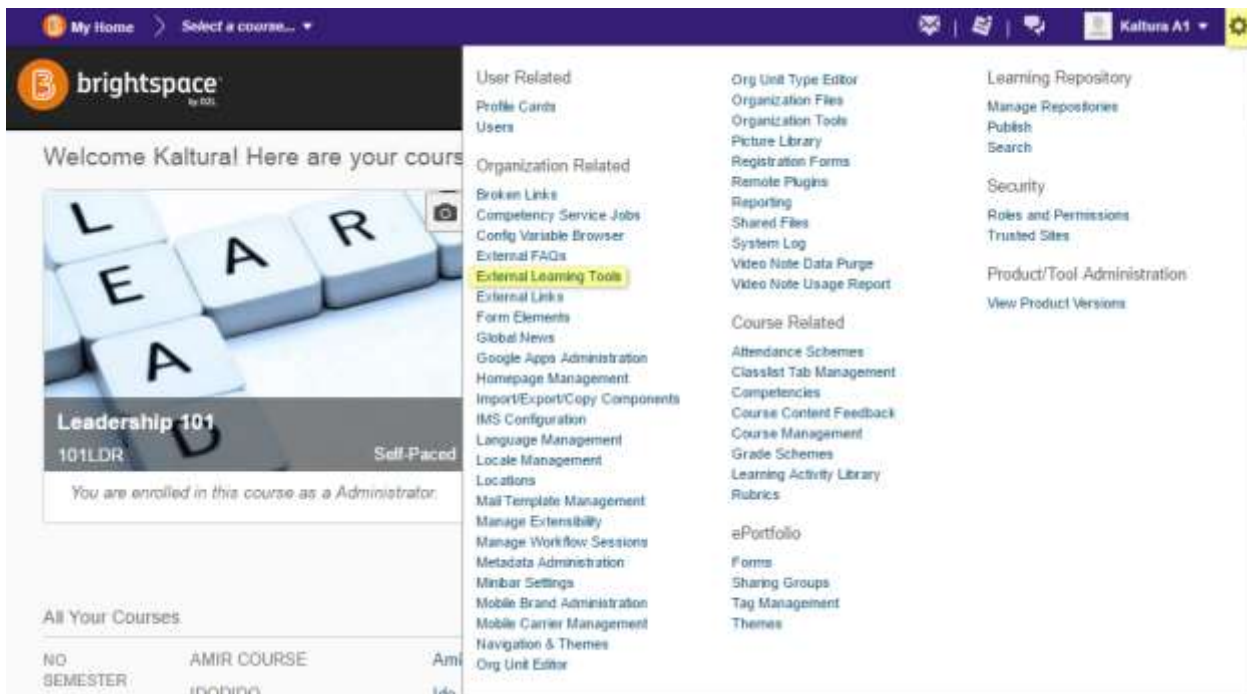 My Home
Select a course...
Kaltura A1
brightspace
by D2L
Welcome Kaltura! Here are your cours
L E A R
E
A
D
Leadership 101
101LDR
Self-Paced
You are enrolled in this course as a Administrator.
All Your Courses
NO SEMESTER
AMIR COURSE
Ami
IDODIDO
Ido
User Related
Profile Cards
Users
Organization Related
Broken Links
Competency Service Jobs
Config Variable Browser
External FAQs
External Learning Tools
External Links
Form Elements
Global News
Google Apps Administration
Homepage Management
Import/Export/Copy Components
IMS Configuration
Language Management
Locale Management
Locations
Mail Template Management
Manage Extensibility
Manage Workflow Sessions
Metadata Administration
Minibar Settings
Mobile Brand Administration
Mobile Carrier Management
Navigation & Themes
Org Unit Editor
Org Unit Type Editor
Organization Files
Organization Tools
Picture Library
Registration Forms
Remote Plugins
Reporting
Shared Files
System Log
Video Note Data Purge
Video Note Usage Report
Course Related
Attendance Schemes
Classlist Tab Management
Competencies
Course Content Feedback
Course Management
Grade Schemes
Learning Activity Library
Rubrics
ePortfolio
Forms
Sharing Groups
Tag Management
Themes
Learning Repository
Manage Repositories
Publish
Search
Security
Roles and Permissions
Trusted Sites
Product/Tool Administration
View Product Versions